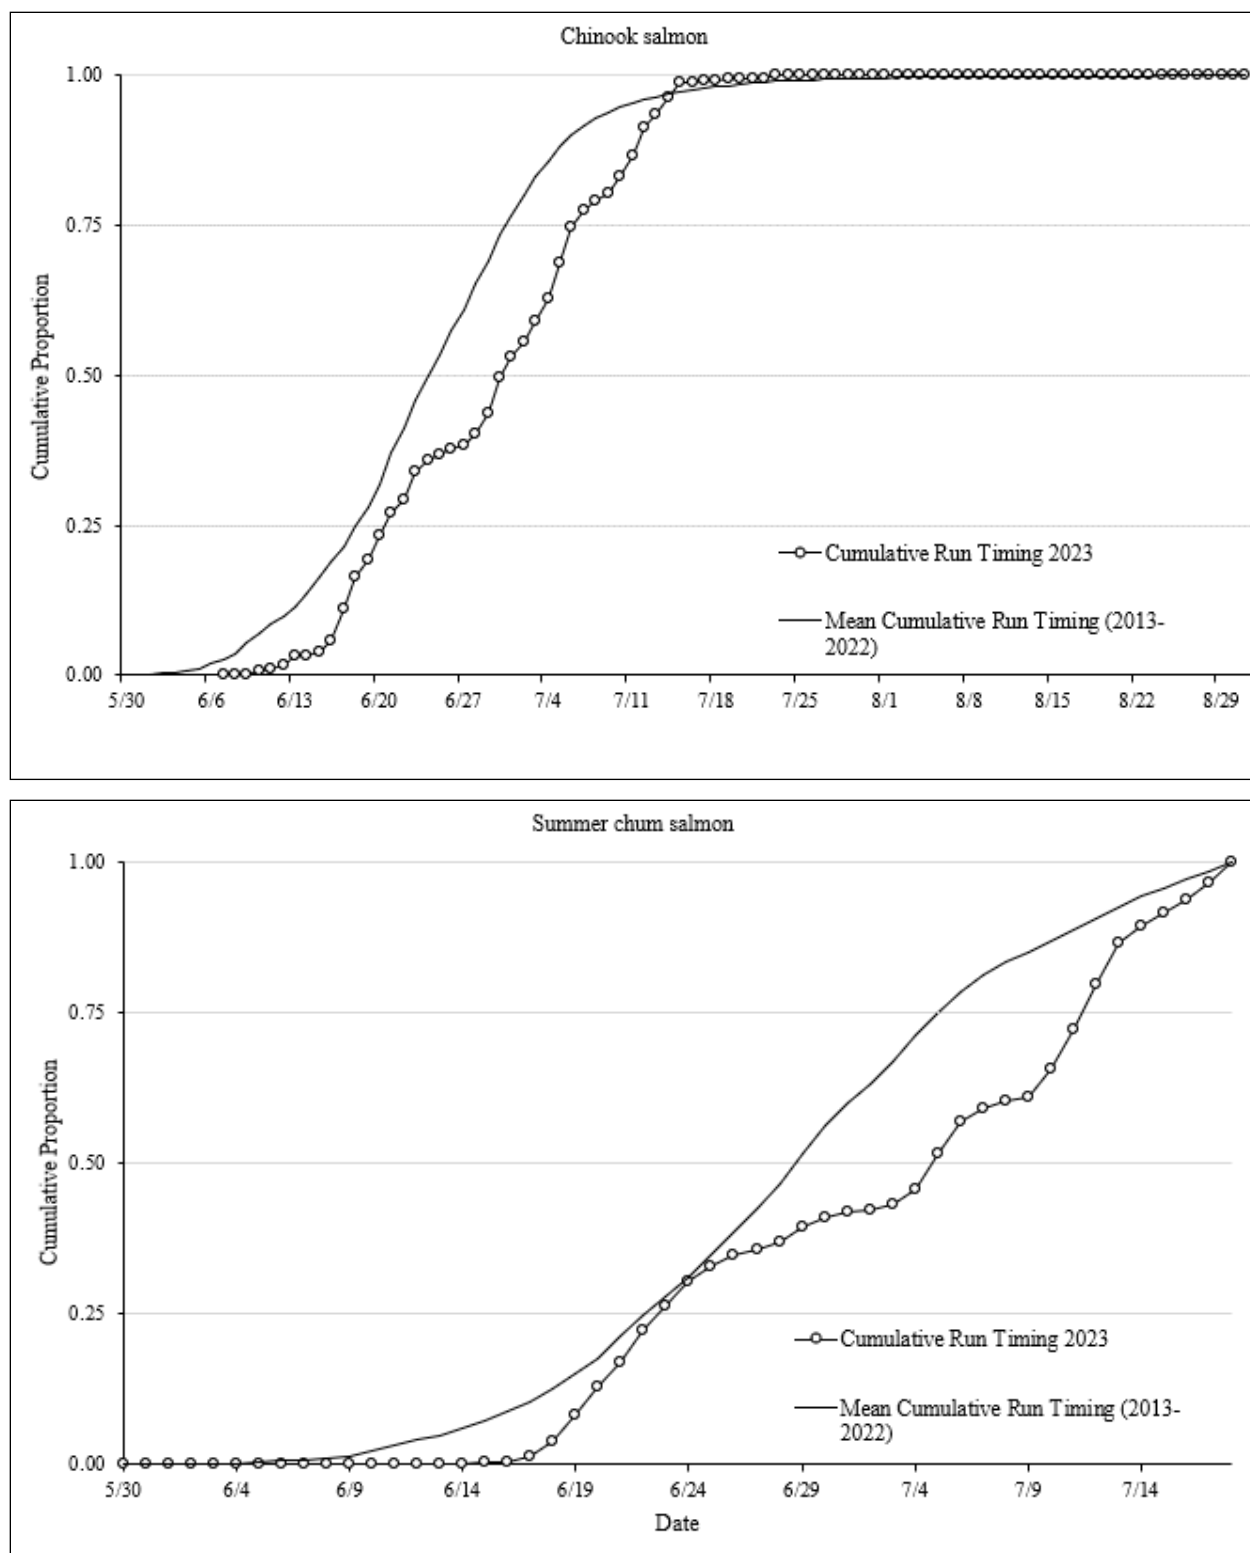 Chinook salmon
1.00
0.75
0.50
0.25
0.00
Cumulative Proportion
Cumulative Run Timing 2023
Mean Cumulative Run Timing (2013-
2022)
5/30 6/6 6/13 6/20 6/27 7/4 7/11 7/18 7/25 8/1 8/8 8/15 8/22 8/29
Summer chum salmon
1.00
0.75
0.50
0.25
0.00
Cumulative Proportion
Cumulative Run Timing 2023
Mean Cumulative Run Timing (2013-
2022)
5/30 6/4 6/9 6/14 6/19 6/24 6/29 7/4 7/9 7/14
Date